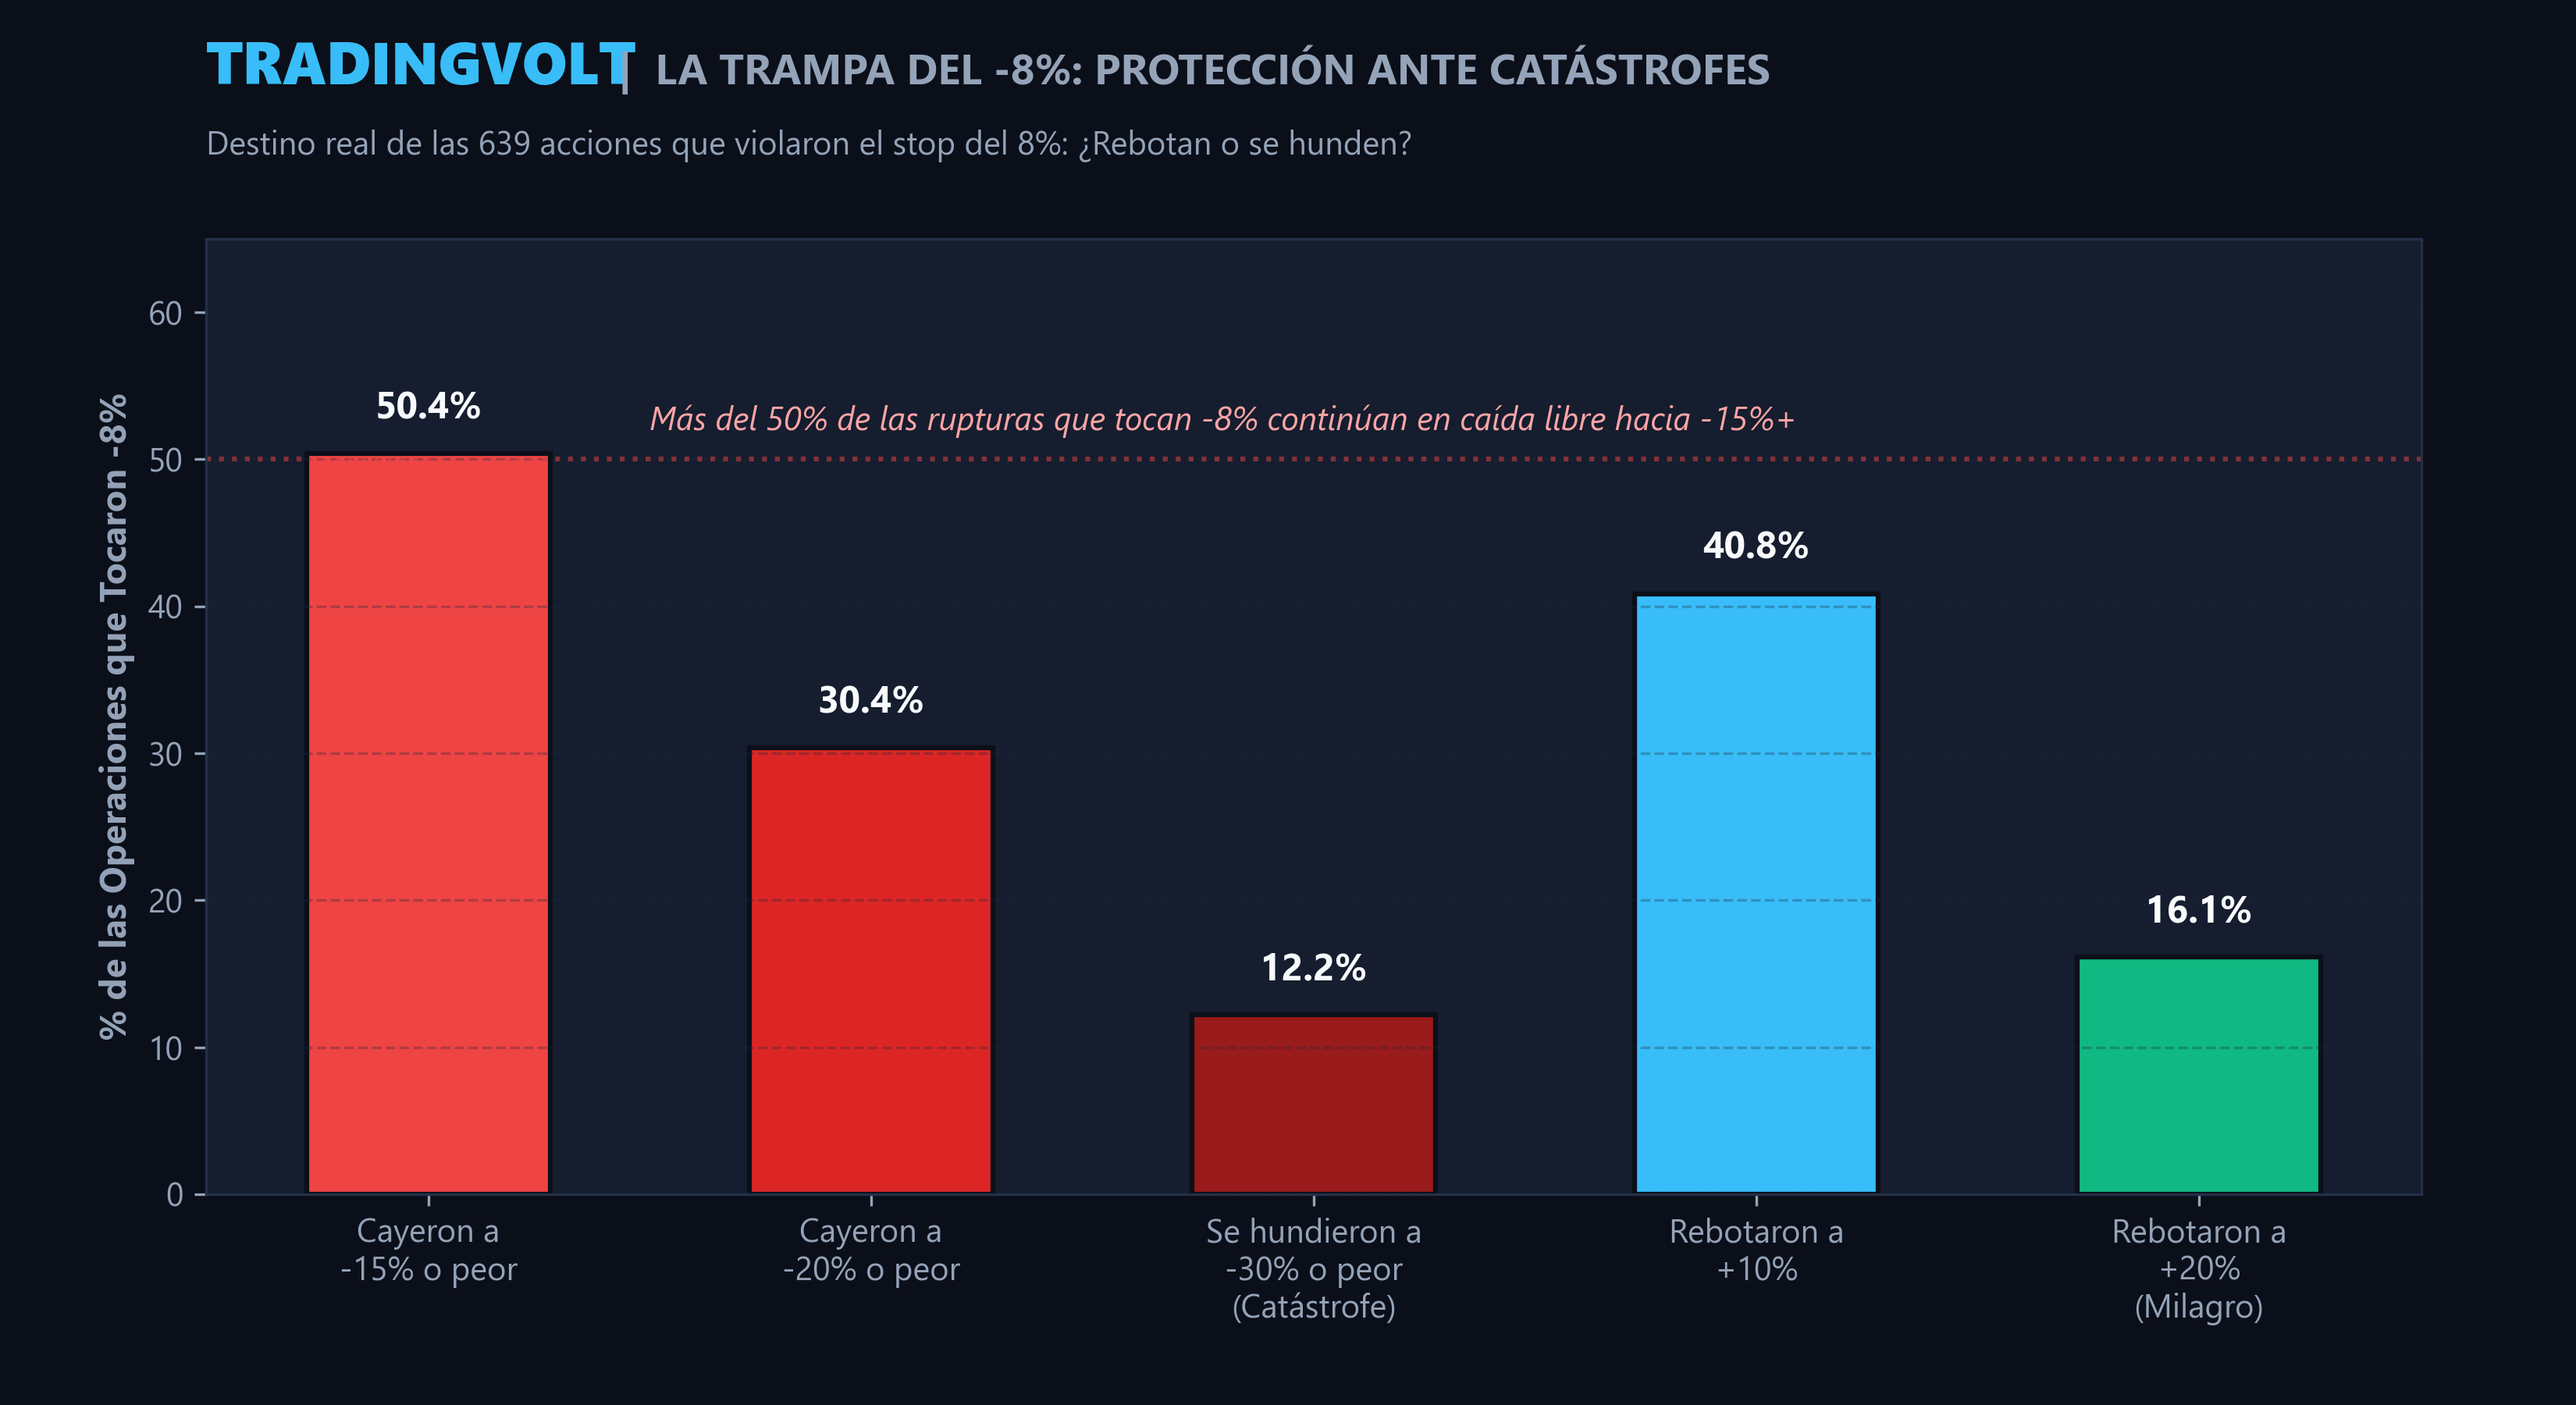 TRADINGVOLT | LA TRAMPA DEL -8%: PROTECCIÓN ANTE CATÁSTROFES
Destino real de las 639 acciones que violaron el stop del 8%: ¿Rebotan o se hunden?
% de las Operaciones que Tocaron -8%
60
50
40
30
20
10
0
Más del 50% de las rupturas que tocan -8% continúan en caída libre hacia -15%+
50.4%
30.4%
12.2%
40.8%
16.1%
Cayeron a
-15% o peor
Cayeron a
-20% o peor
Se hundieron a
-30% o peor
(Catástrofe)
Rebotaron a
+10%
Rebotaron a
+20%
(Milagro)